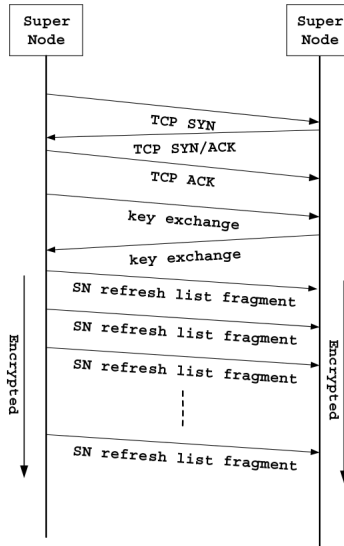 Super
Node
Super
Node
TCP SYN
TCP SYN/ACK
TCP ACK
key exchange
key exchange
SN refresh list fragment
SN refresh list fragment
SN refresh list fragment
SN refresh list fragment
Encrypted
Encrypted